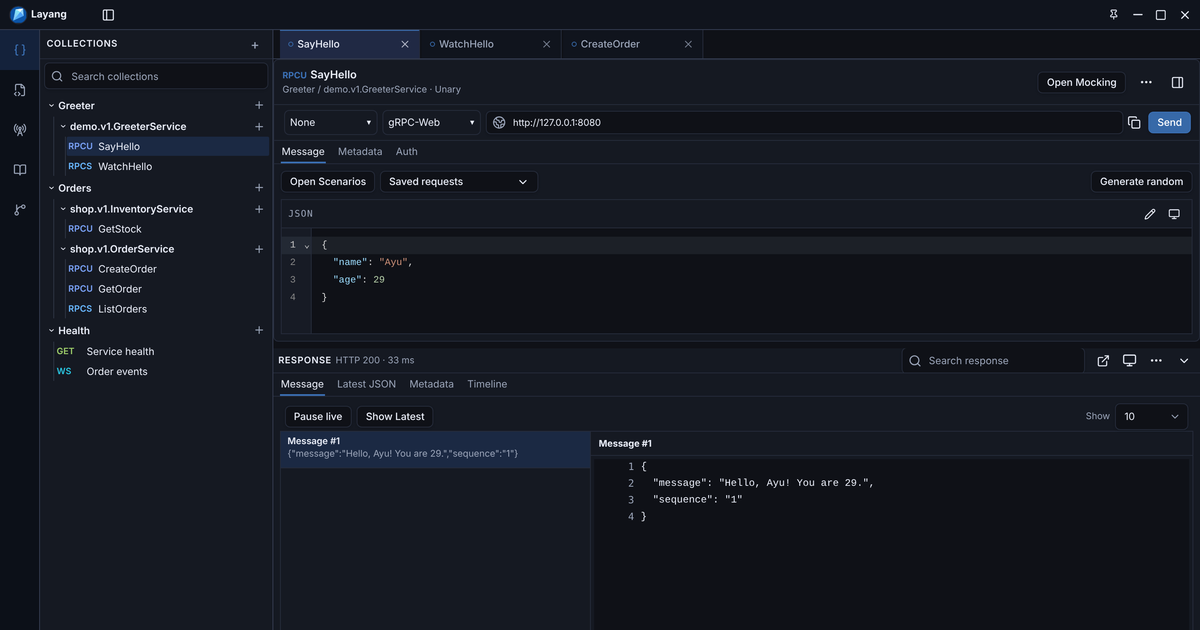 Layang
COLLECTIONS
Search collections
Greeter
demo.v1.GreeterService
RPCU SayHello
RPCS WatchHello
Orders
shop.v1.InventoryService
RPCU GetStock
shop.v1.OrderService
RPCU CreateOrder
RPCU GetOrder
RPCS ListOrders
Health
GET Service health
WS Order events
SayHello
WatchHello
CreateOrder
RPCU SayHello
Greeter / demo.v1.GreeterService · Unary
Open Mocking
None
gRPC-Web
http://127.0.0.1:8080
Send
Message
Metadata
Auth
Open Scenarios
Saved requests
Generate random
JSON
1 {
2 "name": "Ayu",
3 "age": 29
4 }
RESPONSE HTTP 200 · 33 ms
Search response
Message
Latest JSON
Metadata
Timeline
Pause live
Show Latest
Show
10
Message #1
{"message":"Hello, Ayu! You are 29.","sequence":"1"}
Message #1
1 {
2 "message": "Hello, Ayu! You are 29.",
3 "sequence": "1"
4 }